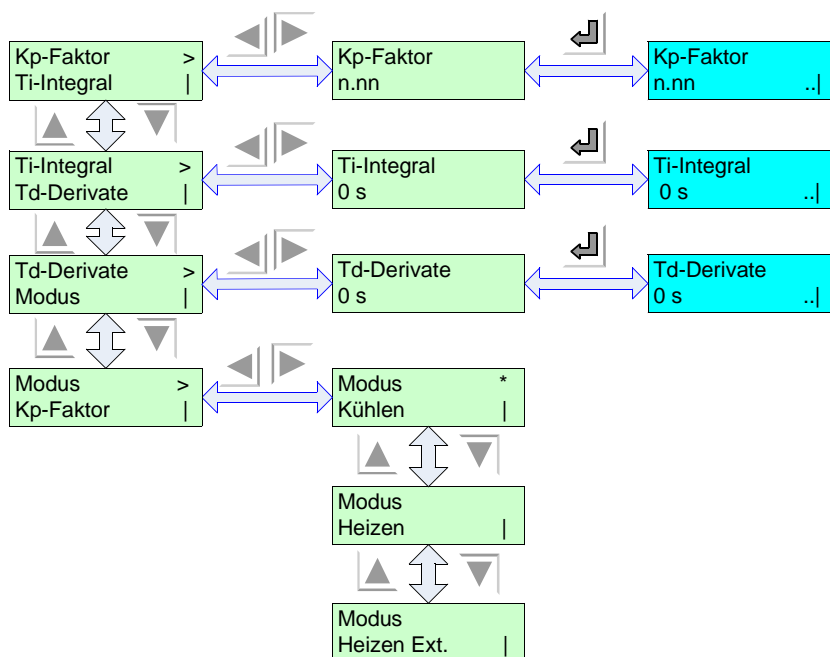 Kp-Faktor >
Ti-Integral |
Kp-Faktor
n.nn
Kp-Faktor
n.nn ..|
Ti-Integral >
Td-Derivate |
Ti-Integral
0 s
Ti-Integral
0 s ..|
Td-Derivate >
Modus |
Td-Derivate
0 s
Td-Derivate
0 s ..|
Modus >
Kp-Faktor |
Modus *
Kühlen |
Modus
Heizen |
Modus
Heizen Ext. |